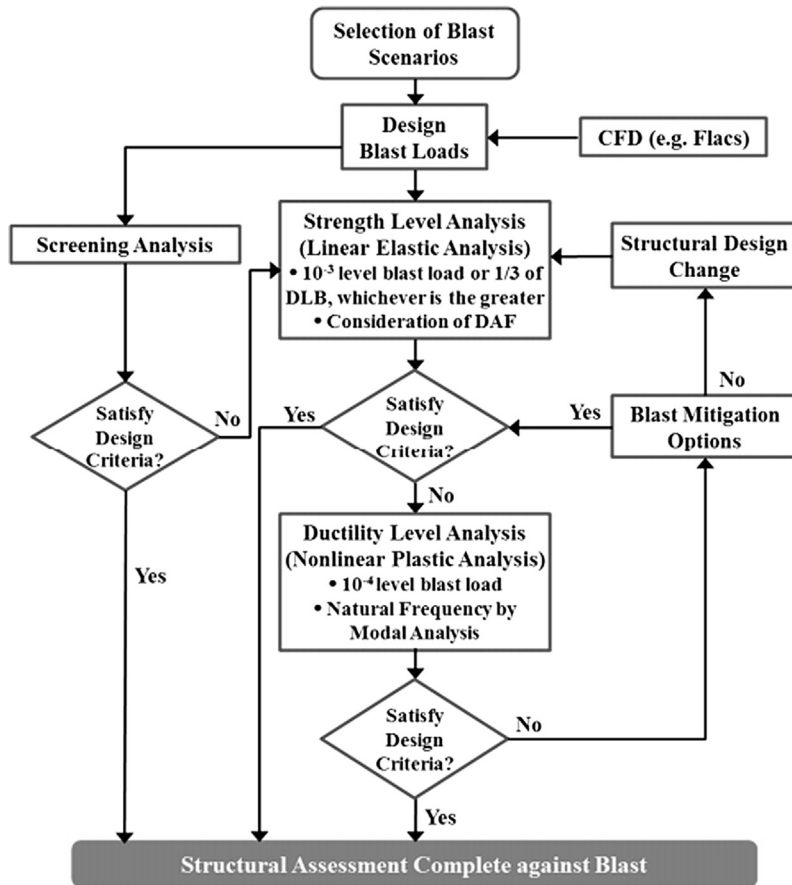 Selection of Blast
Scenarios
Design
Blast Loads
CFD (e.g. Flacs)
Screening Analysis
Strength Level Analysis
(Linear Elastic Analysis)
• 10⁻³ level blast load or 1/3 of
DLB, whichever is the greater
• Consideration of DAF
Structural Design
Change
No
Satisfy
Design
Criteria?
No
Yes
Satisfy
Design
Criteria?
Yes
Blast Mitigation
Options
No
Yes
Ductility Level Analysis
(Nonlinear Plastic Analysis)
• 10⁻⁴ level blast load
• Natural Frequency by
Modal Analysis
Satisfy
Design
Criteria?
No
Yes
Structural Assessment Complete against Blast